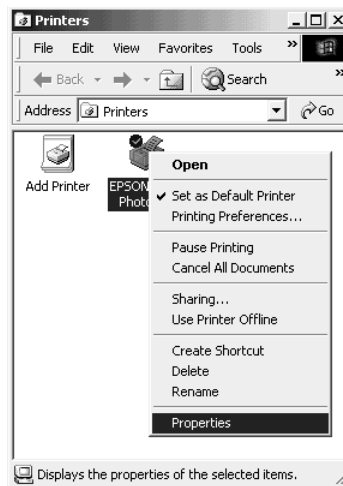 Printers
File Edit View Favorites Tools »
Back Search »
Address Printers Go
Add Printer
EPSON
Photo
Open
Set as Default Printer
Printing Preferences...
Pause Printing
Cancel All Documents
Sharing...
Use Printer Offline
Create Shortcut
Delete
Rename
Properties
Displays the properties of the selected items.